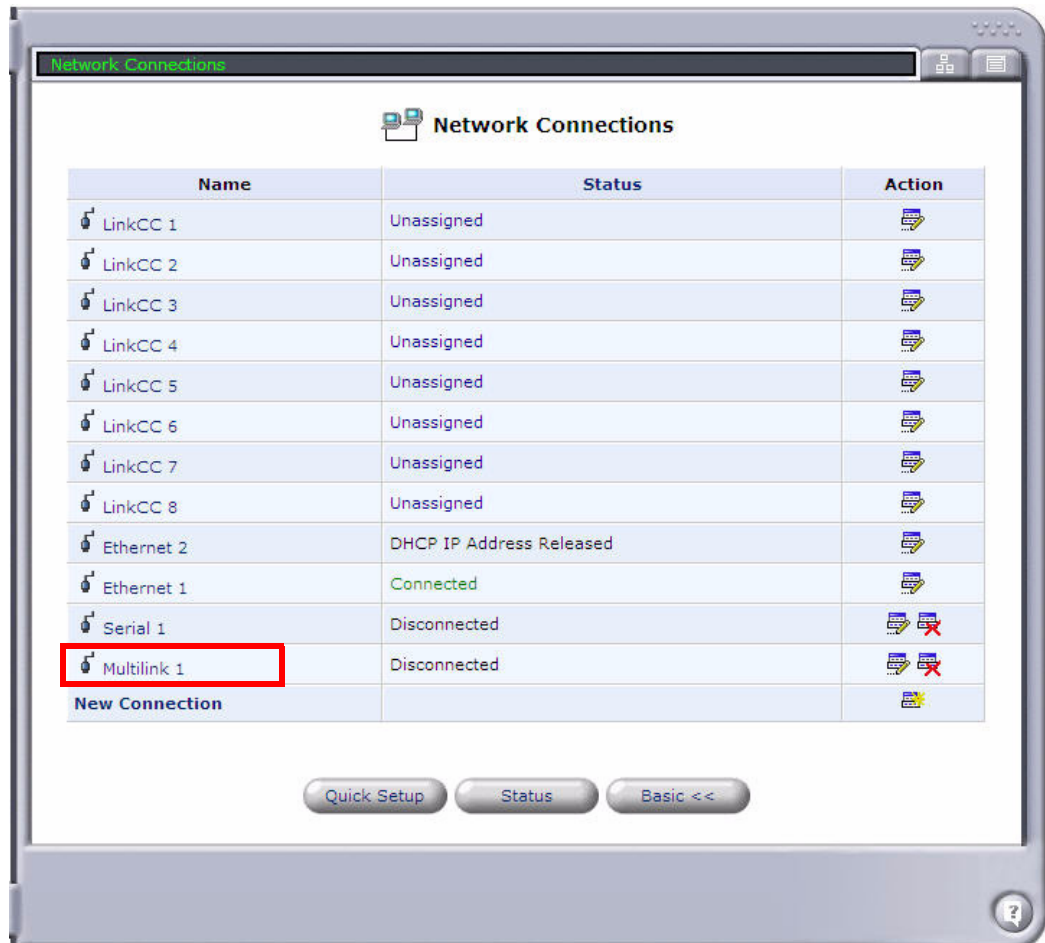 Network Connections
Network Connections
Name Status Action
LinkCC 1 Unassigned
LinkCC 2 Unassigned
LinkCC 3 Unassigned
LinkCC 4 Unassigned
LinkCC 5 Unassigned
LinkCC 6 Unassigned
LinkCC 7 Unassigned
LinkCC 8 Unassigned
Ethernet 2 DHCP IP Address Released
Ethernet 1 Connected
Serial 1 Disconnected
Multilink 1 Disconnected
New Connection
Quick Setup Status Basic <<
?